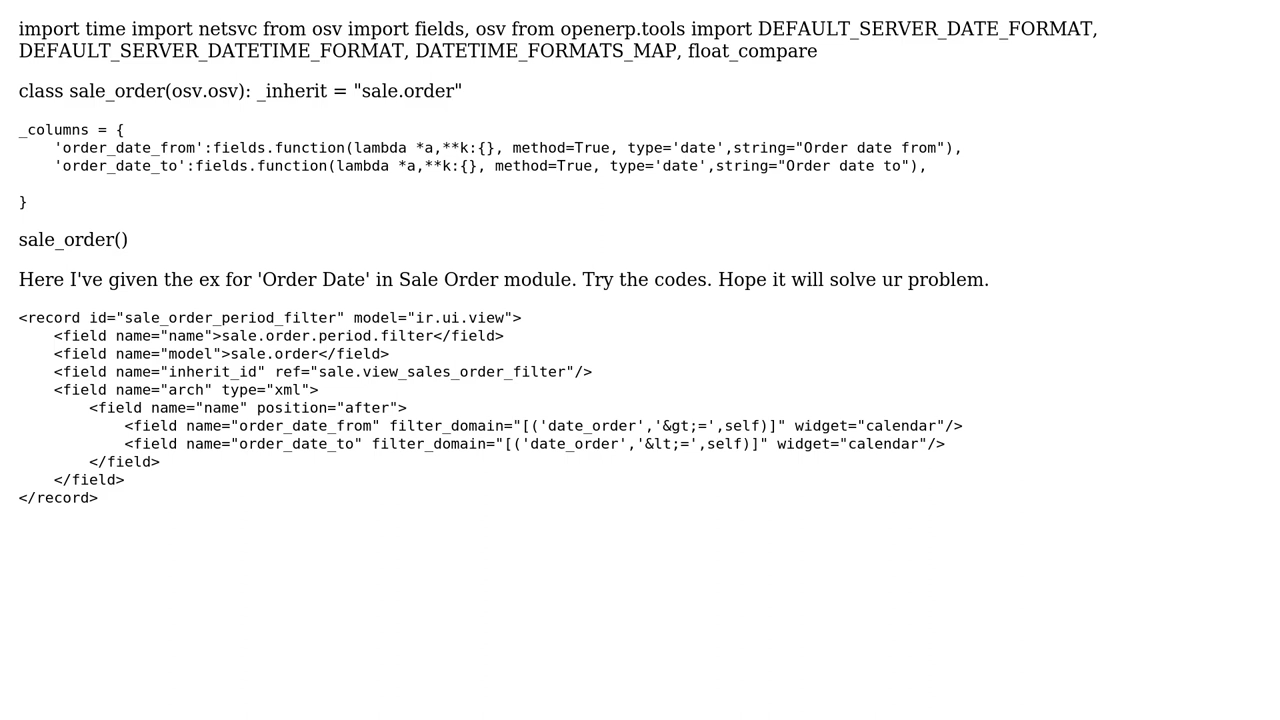 import time import netsvc from osv import fields, osv from openerp.tools import DEFAULT_SERVER_DATE_FORMAT,
DEFAULT_SERVER_DATETIME_FORMAT, DATETIME_FORMATS_MAP, float_compare
class sale_order(osv.osv): _inherit = "sale.order"
_columns = {
    'order_date_from':fields.function(lambda *a,**k:{}, method=True, type='date',string="Order date from"),
    'order_date_to':fields.function(lambda *a,**k:{}, method=True, type='date',string="Order date to"),
}
sale_order()
Here I've given the ex for 'Order Date' in Sale Order module. Try the codes. Hope it will solve ur problem.
<record id="sale_order_period_filter" model="ir.ui.view">
    <field name="name">sale.order.period.filter</field>
    <field name="model">sale.order</field>
    <field name="inherit_id" ref="sale.view_sales_order_filter"/>
    <field name="arch" type="xml">
        <field name="name" position="after">
            <field name="order_date_from" filter_domain="[('date_order','&gt;=',self)]" widget="calendar"/>
            <field name="order_date_to" filter_domain="[('date_order','&lt;=',self)]" widget="calendar"/>
        </field>
    </field>
</record>